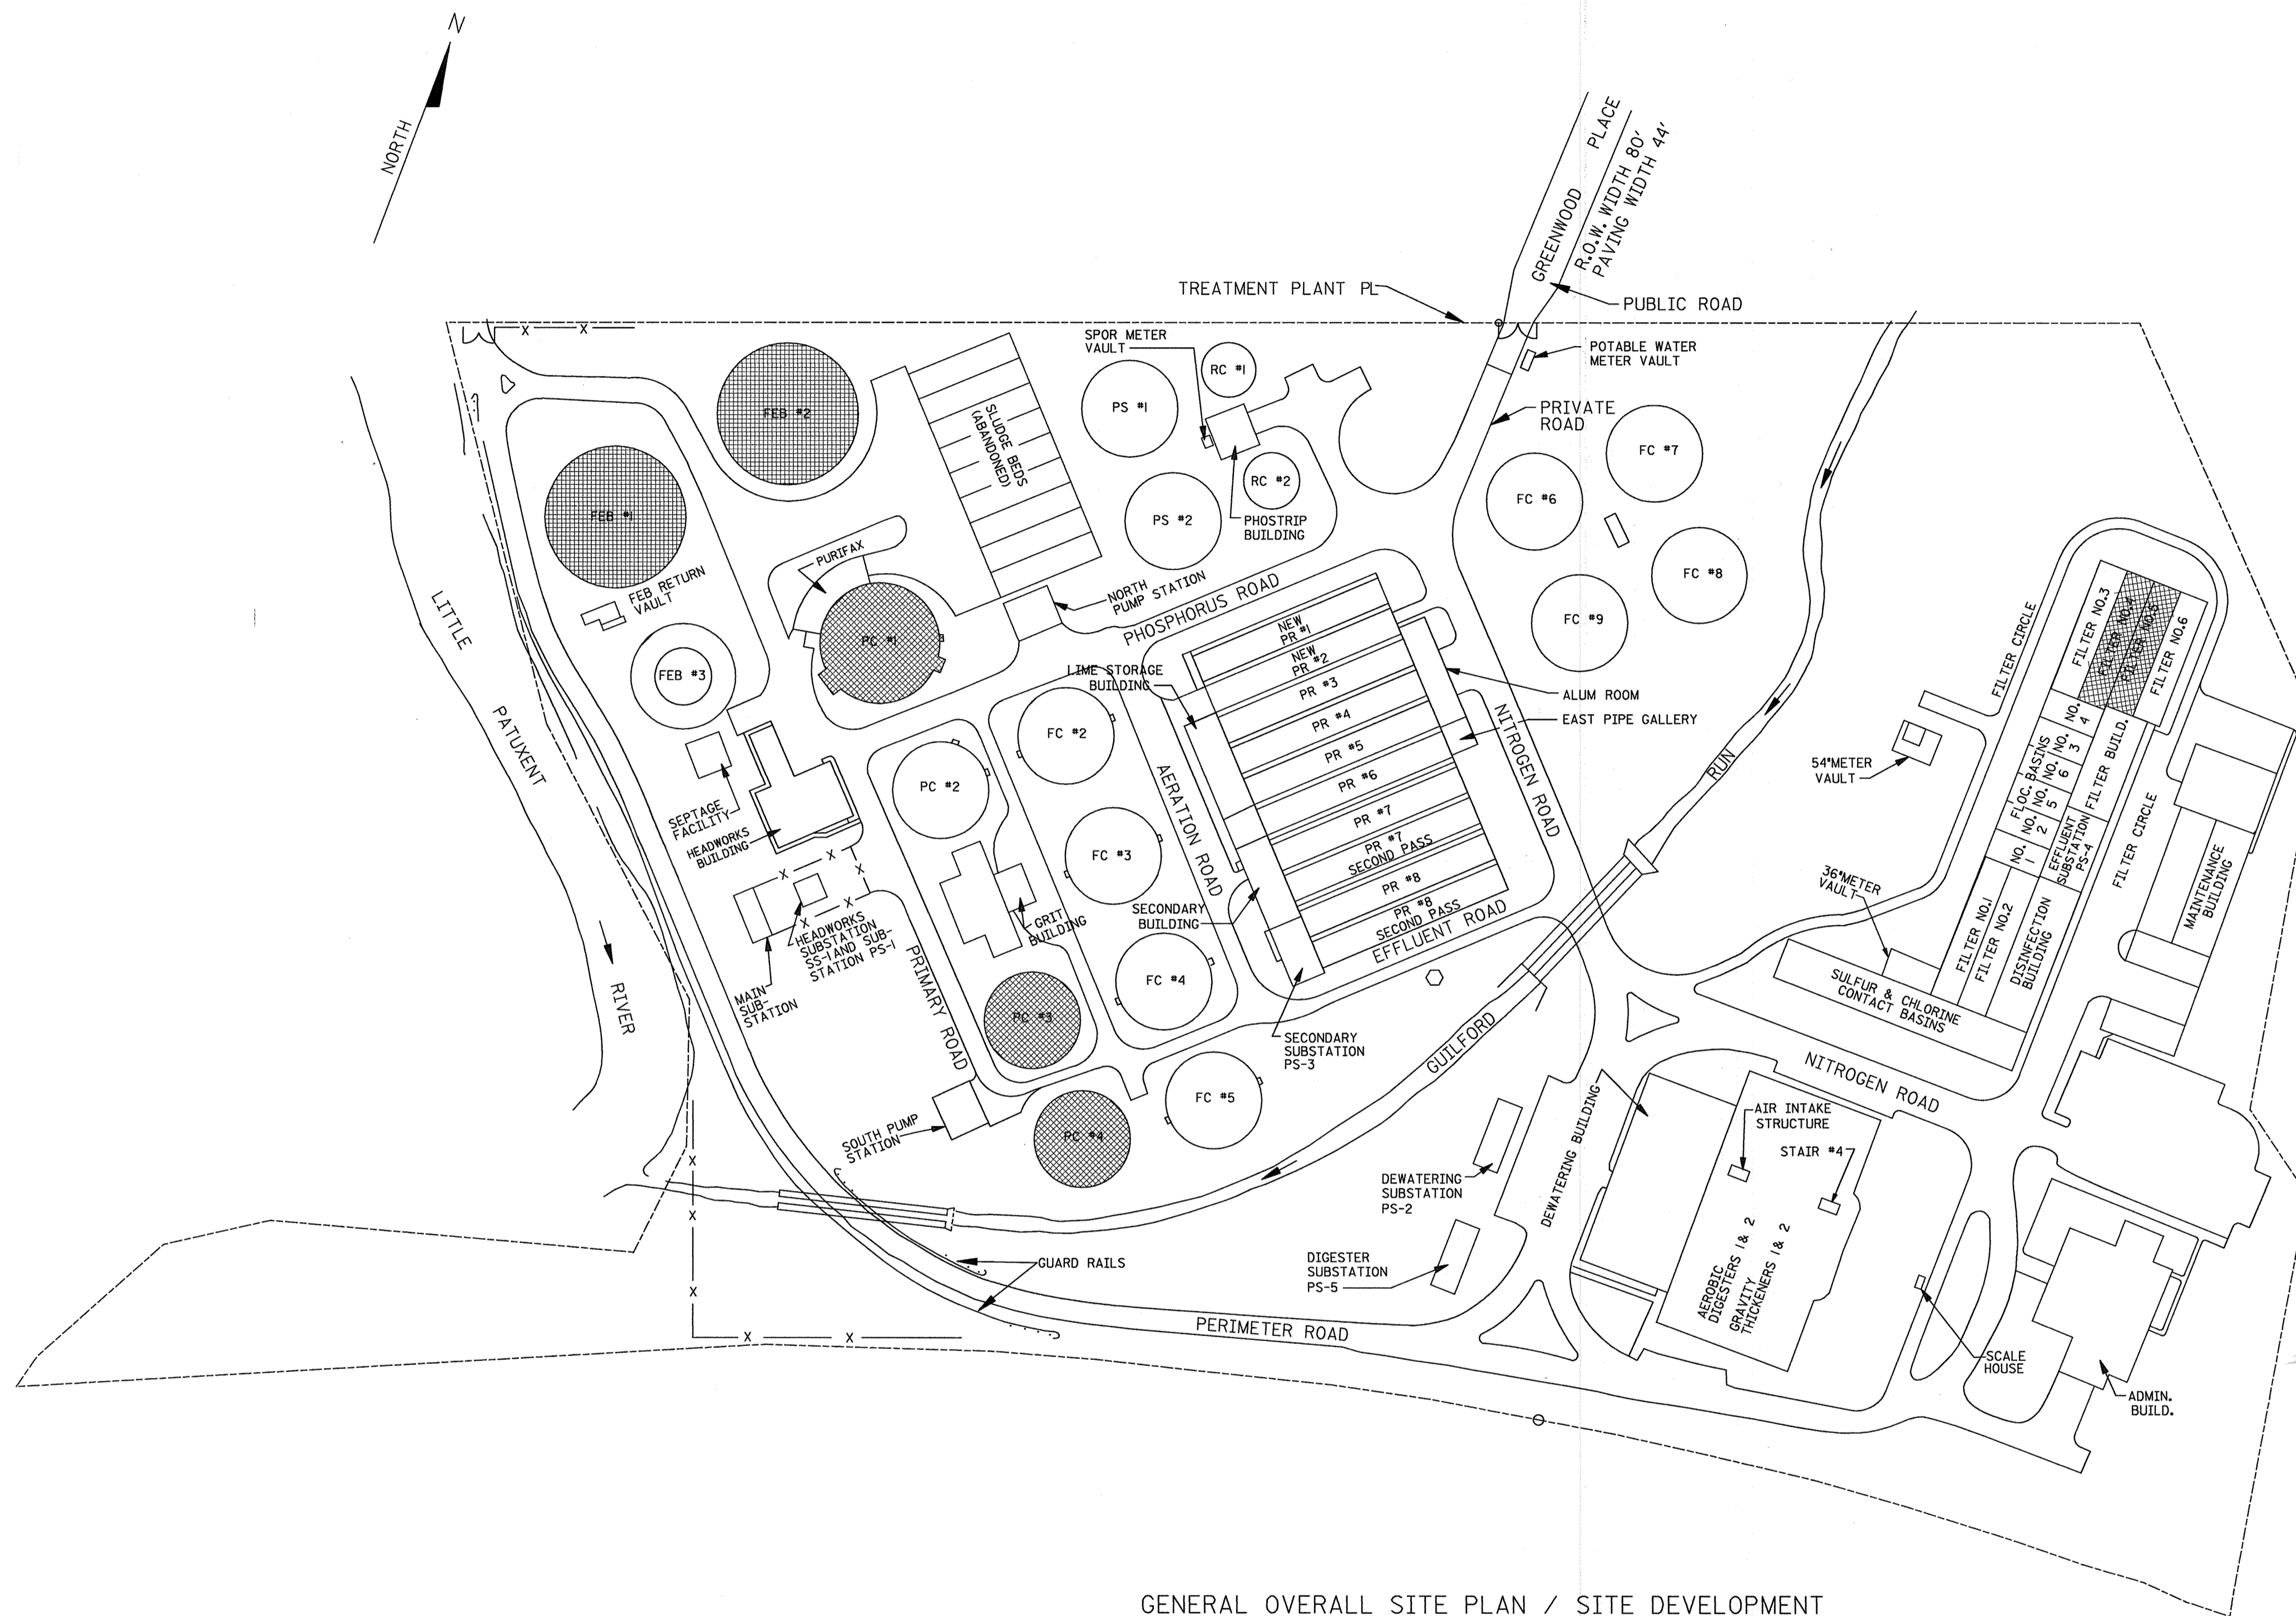 N
NORTH
GREENWOOD PLACE
R.O.W. WIDTH 80'
PAVING WIDTH 44'
TREATMENT PLANT PL
PUBLIC ROAD
SPOR METER
VAULT
RC #1
POTABLE WATER
METER VAULT
FEB #2
SLUDGE BEDS
(ABANDONED)
PS #1
PRIVATE
ROAD
FC #7
FEB #1
PS #2
RC #2
PHOSTRIP
BUILDING
FC #6
FC #8
PURIFAX
FEB RETURN
VAULT
NORTH
PUMP STATION
PHOSPHORUS ROAD
FC #9
LITTLE
PATUXENT
RIVER
FEB #3
PC #1
LIME STORAGE
BUILDING
NEW
PR #1
NEW
PR #2
PR #3
PR #4
PR #5
PR #6
PR #7
PR #7
SECOND PASS
PR #8
PR #8
SECOND PASS
ALUM ROOM
EAST PIPE GALLERY
NITROGEN ROAD
FILTER CIRCLE
FILTER NO.3
FILTER NO.4
FILTER NO.5
FILTER NO.6
FC #2
PC #2
AERATION ROAD
FC #3
SEPTAGE
FACILITY
HEADWORKS
BUILDING
RUN
54"METER
VAULT
FLOC. BASINS
NO.
4
NO.
3
NO.
6
NO.
5
NO.
2
NO.
1
FILTER BUILD.
EFFLUENT
SUBSTATION
PS-4
FILTER CIRCLE
MAINTENANCE
BUILDING
36"METER
VAULT
FILTER NO.1
FILTER NO.2
DISINFECTION
BUILDING
SULFUR & CHLORINE
CONTACT BASINS
X X X X X X X X X X X X
HEADWORKS
SUBSTATION
SS-1 AND SUB-
STATION PS-1
MAIN
SUB-
STATION
GRIT
BUILDING
SECONDARY
BUILDING
EFFLUENT ROAD
PRIMARY ROAD
FC #4
PC #3
SECONDARY
SUBSTATION
PS-3
GUILFORD
NITROGEN ROAD
FC #5
PC #4
SOUTH PUMP
STATION
DEWATERING BUILDING
AIR INTAKE
STRUCTURE
STAIR #4
DEWATERING
SUBSTATION
PS-2
DIGESTER
SUBSTATION
PS-5
AEROBIC
DIGESTERS 1& 2
GRAVITY
THICKENERS 1& 2
GUARD RAILS
PERIMETER ROAD
SCALE
HOUSE
ADMIN.
BUILD.
GENERAL OVERALL SITE PLAN / SITE DEVELOPMENT